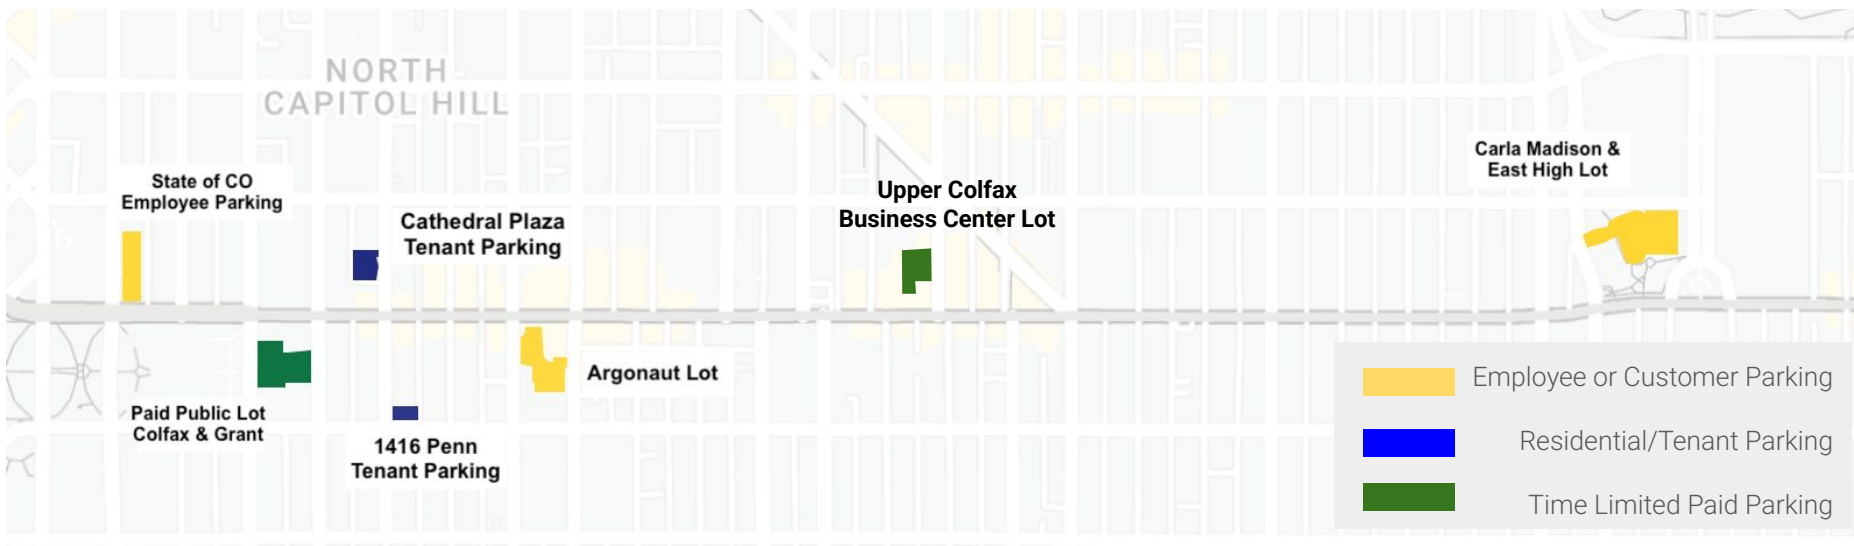 NORTH
CAPITOL HILL
State of CO
Employee Parking
Cathedral Plaza
Tenant Parking
Upper Colfax
Business Center Lot
Carla Madison &
East High Lot
Argonaut Lot
Paid Public Lot
Colfax & Grant
1416 Penn
Tenant Parking
Employee or Customer Parking
Residential/Tenant Parking
Time Limited Paid Parking